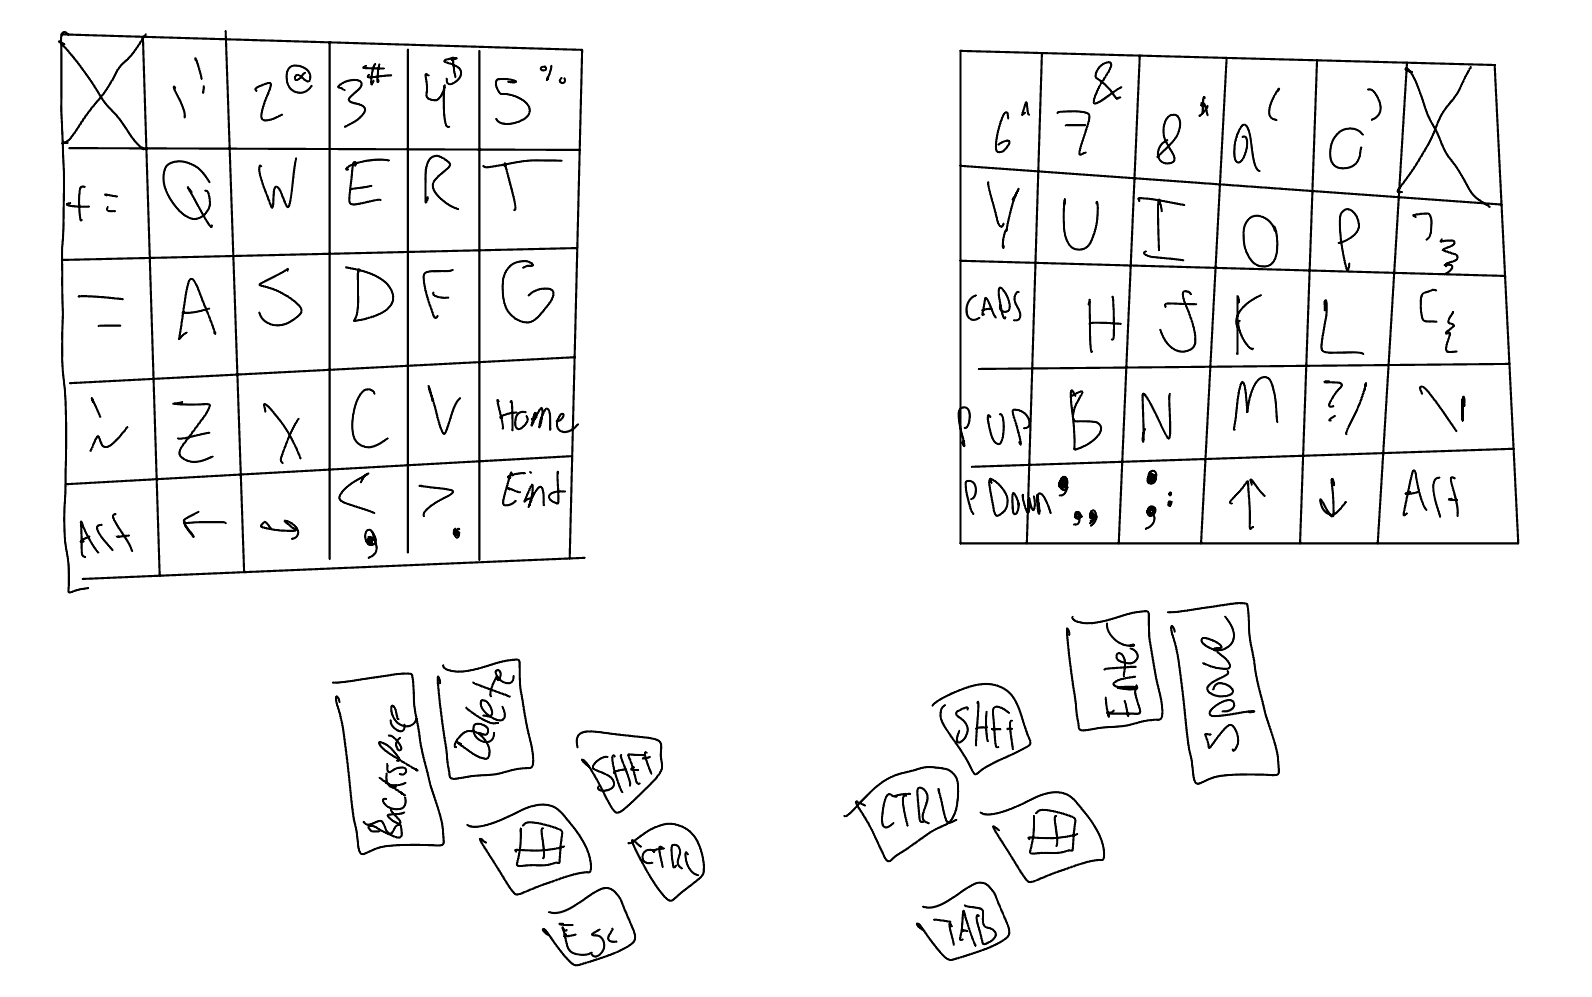 1 ! 2 @ 3 # 4 $ 5 %
6 ^ 7 & 8 * 9 ( 0 )
+ = Q W E R T
Y U I O P ] }
A S D F G
CAPS H J K L [ {
` ~ Z X C V Home
P UP B N M ? / \ |
Alt ← → < , > . End
P Down ' " ; : ↑ ↓ Alt
Backspace Delete SHFt
SHFt Enter Space
CTRL
CTRL
Esc
TAB